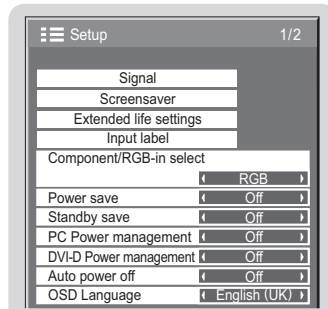 Setup 1/2
Signal
Screensaver
Extended life settings
Input label
Component/RGB-in select
RGB
Power save Off
Standby save Off
PC Power management Off
DVI-D Power management Off
Auto power off Off
OSD Language English (UK)